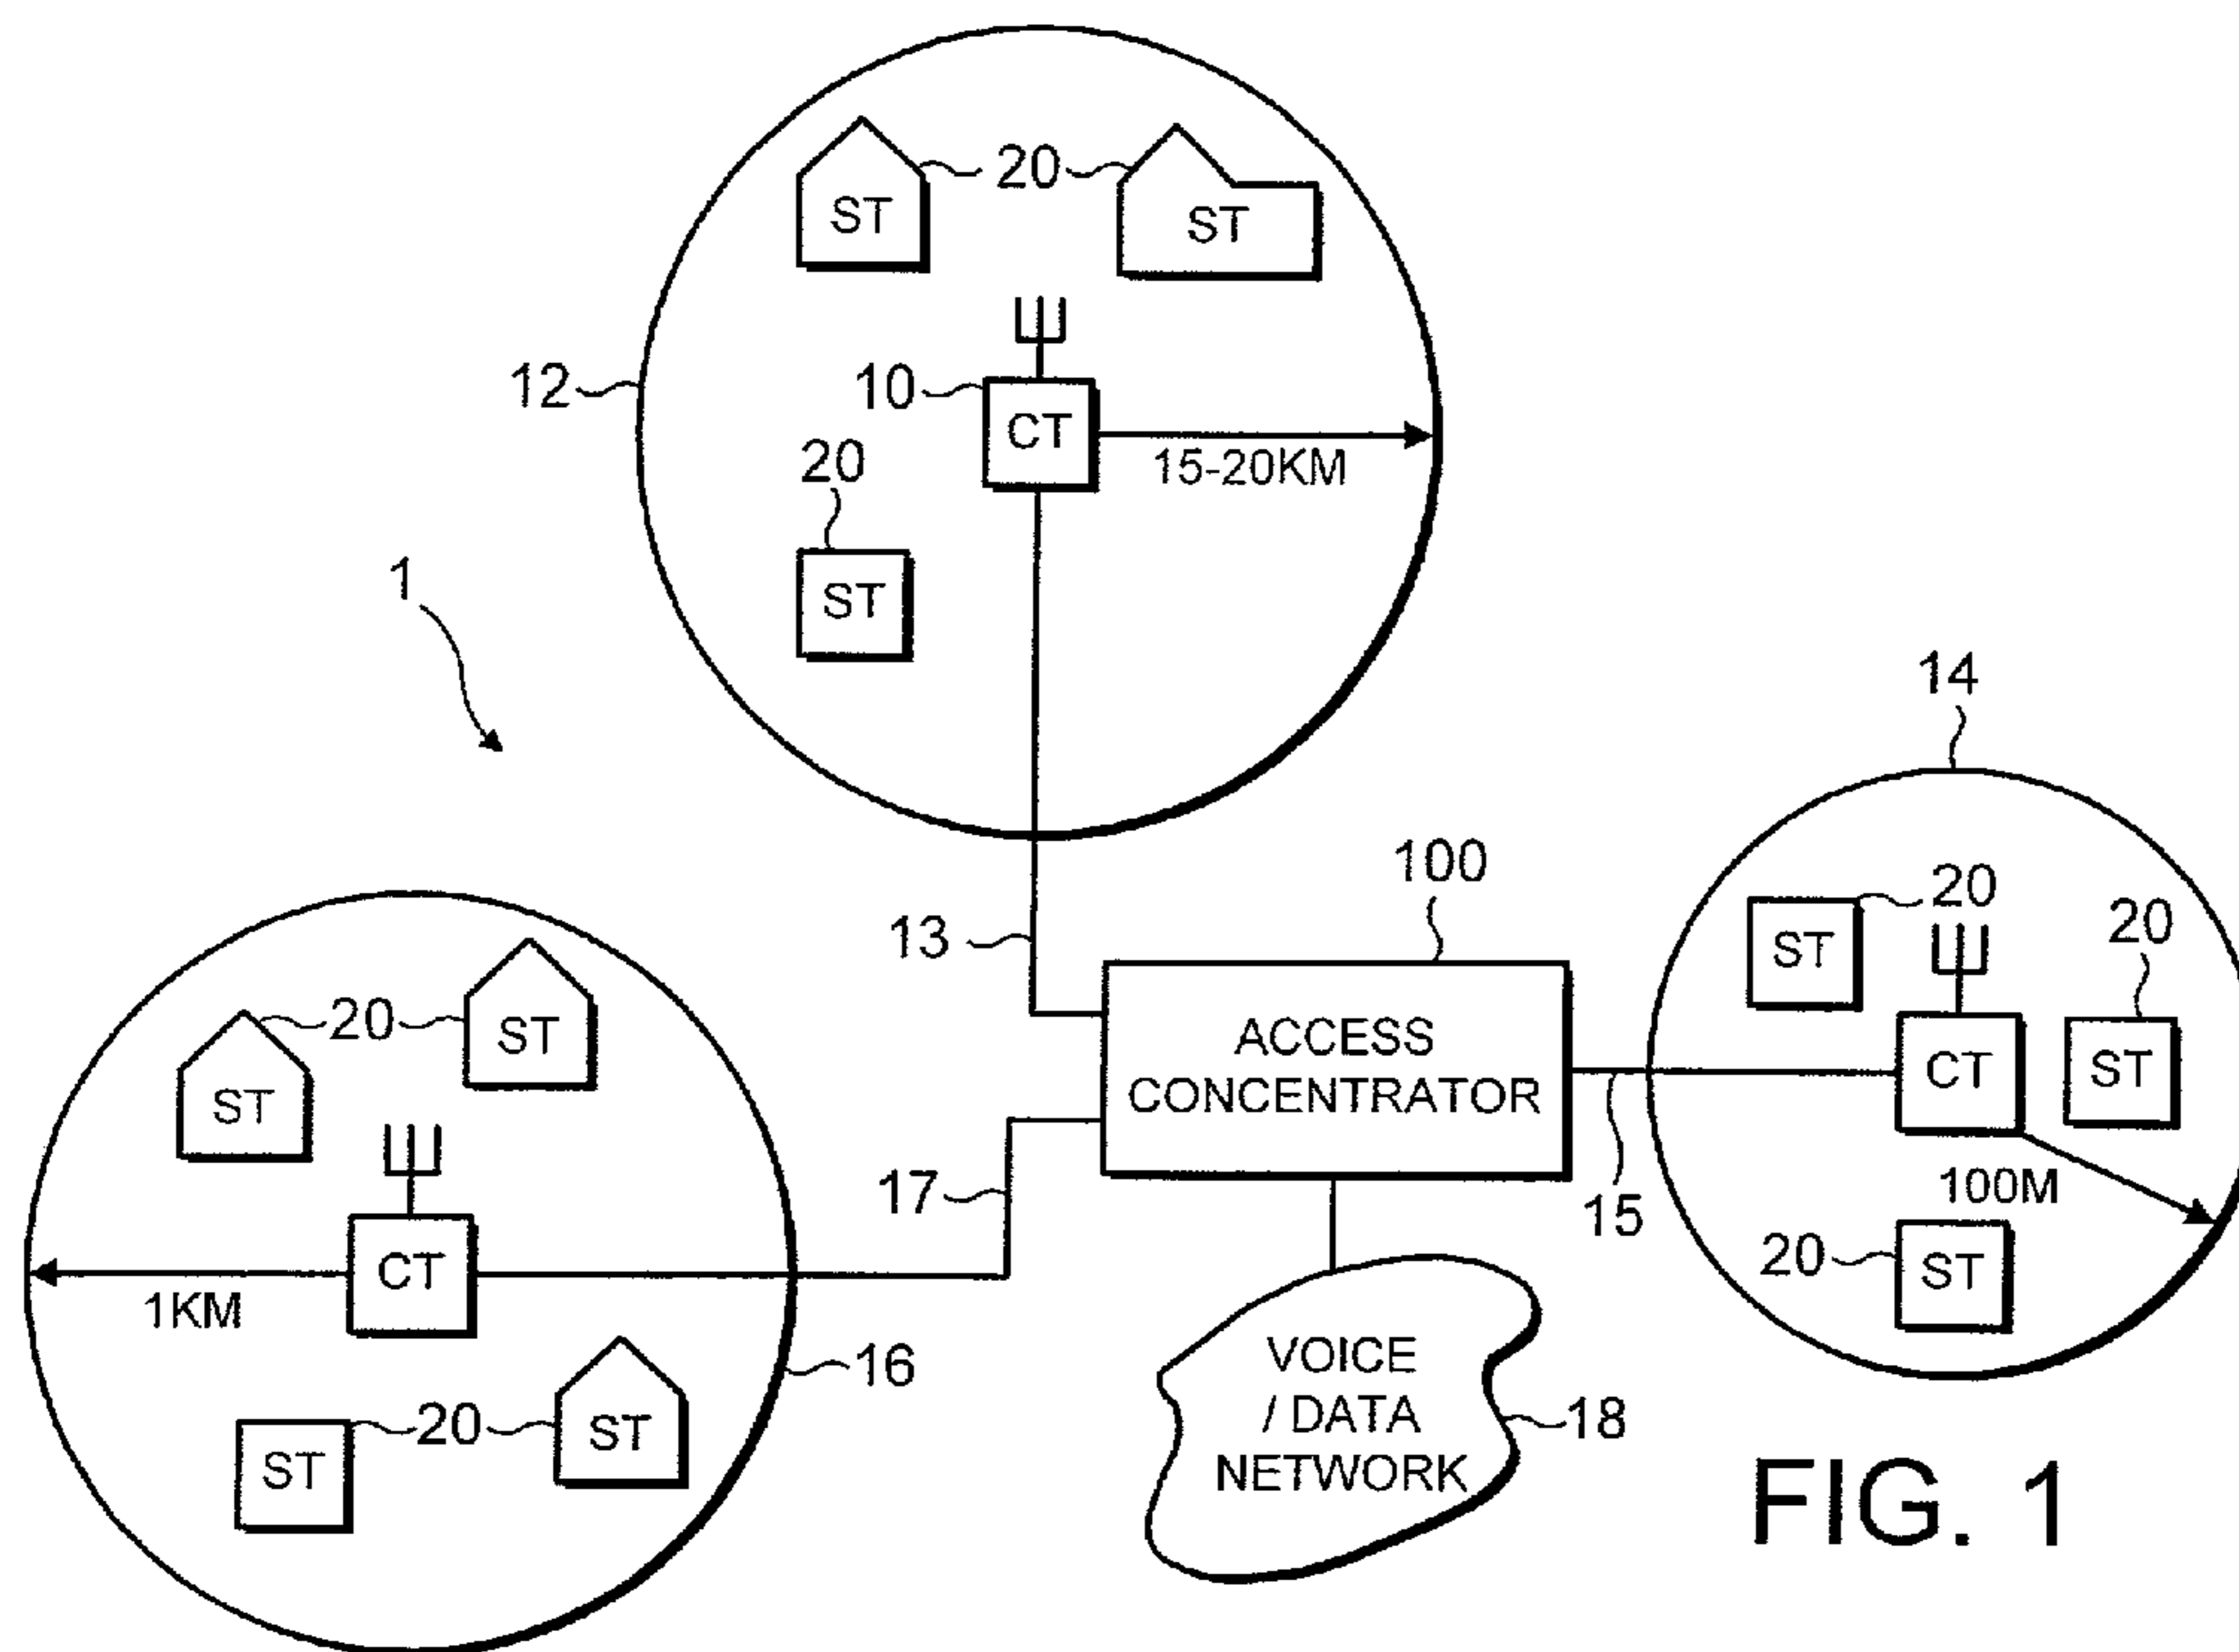 20
ST
ST
12
10
CT
15-20KM
20
ST
1
14
100
13
20
ST
20
CT
ST
100M
20
ST
15
ACCESS
CONCENTRATOR
20
ST
ST
17
CT
1KM
16
20
ST
ST
VOICE
/ DATA
NETWORK
18
FIG. 1